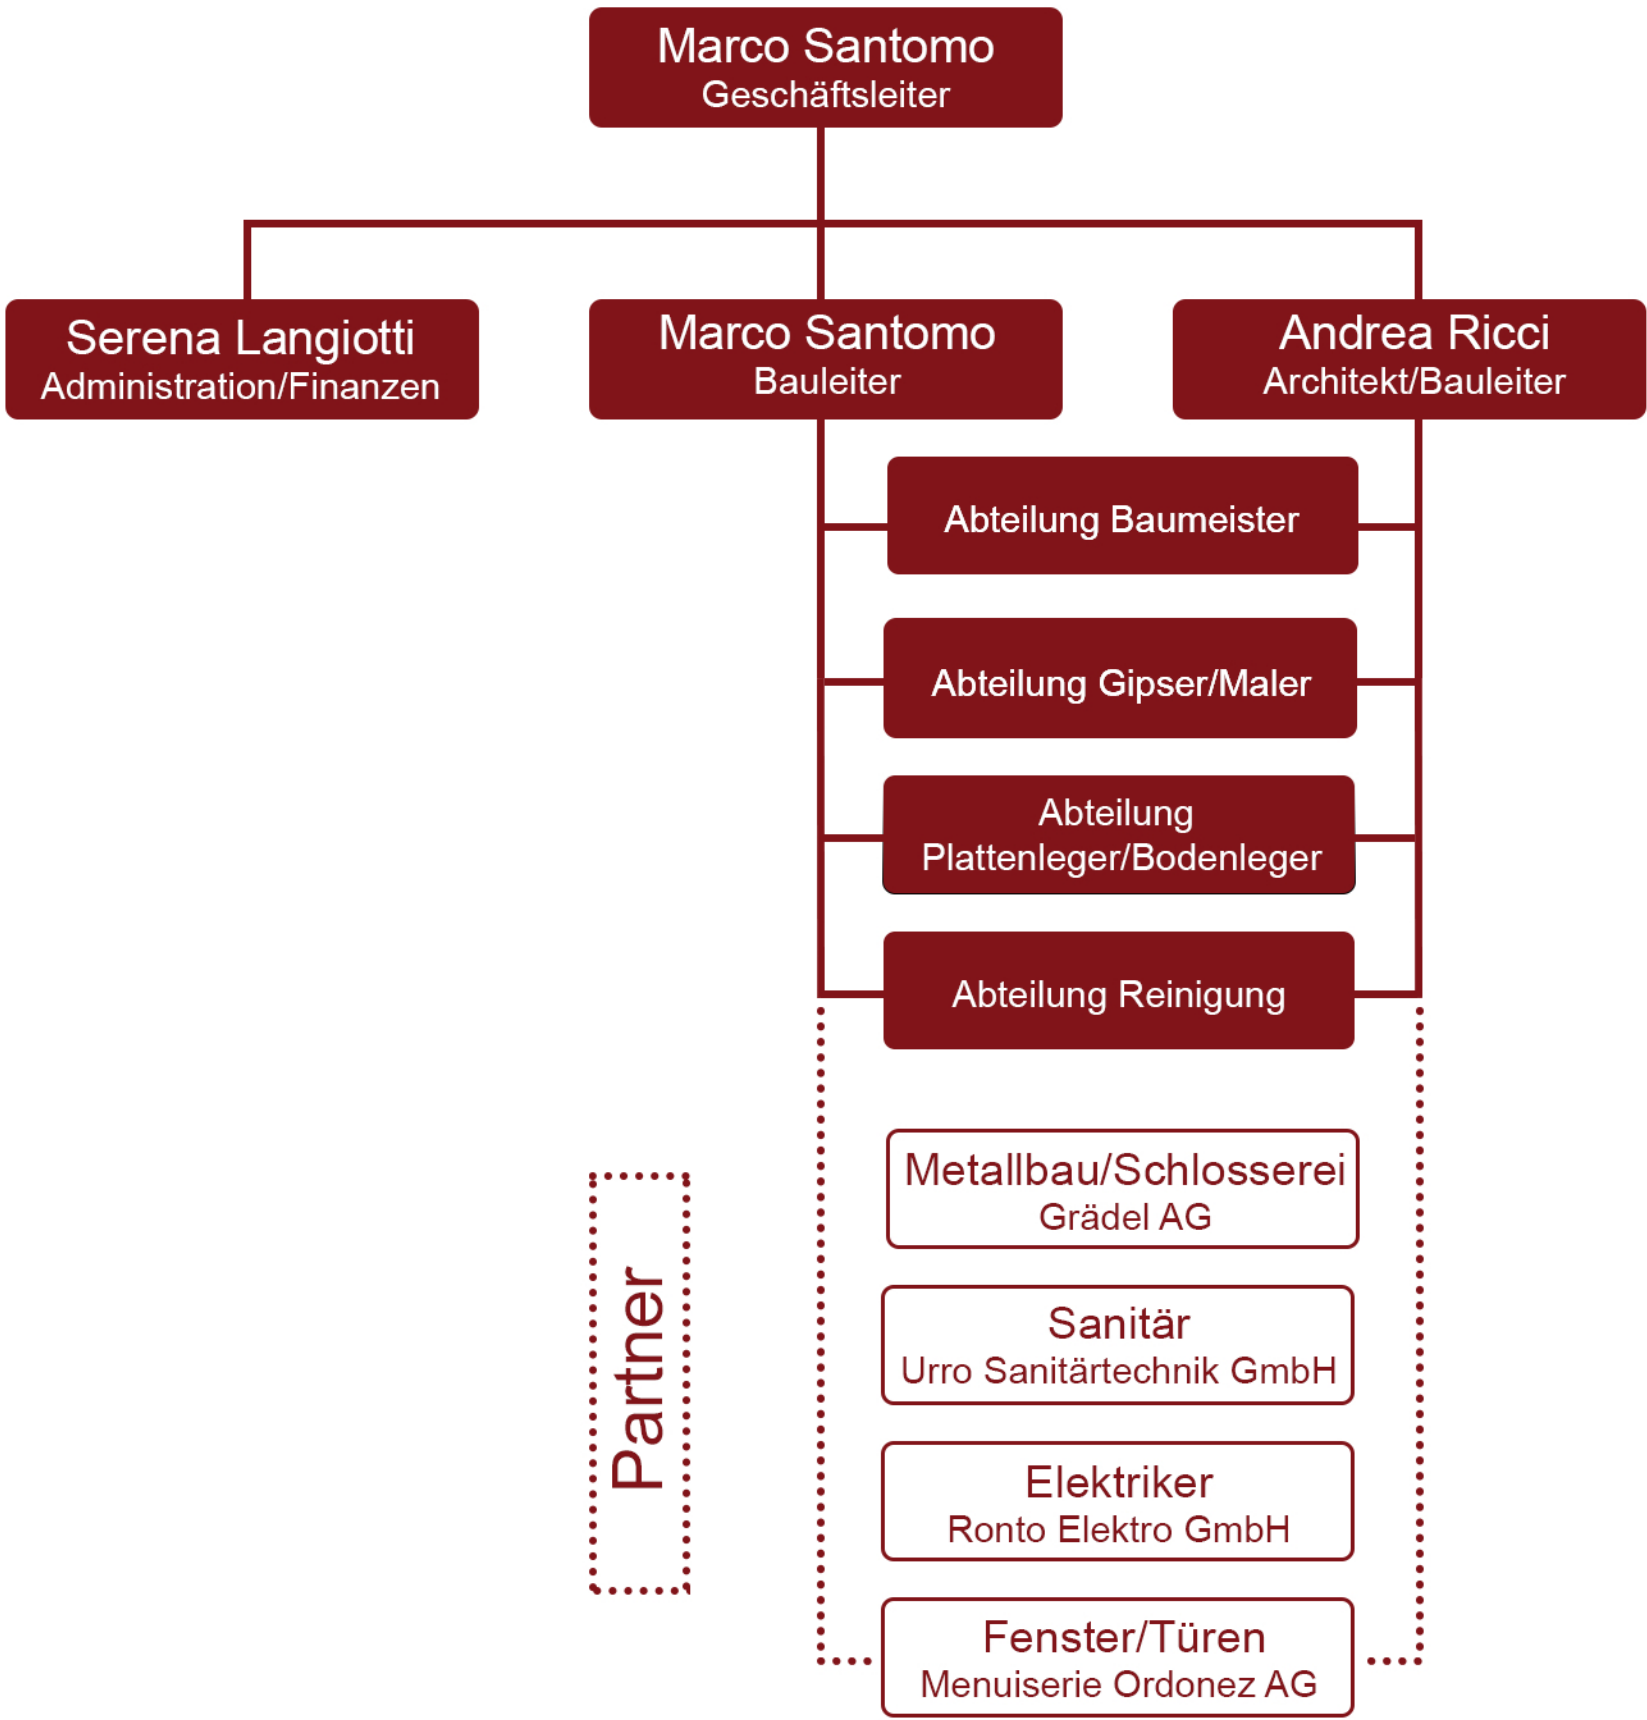 Marco Santomo
Geschäftsleiter
Serena Langiotti
Administration/Finanzen
Marco Santomo
Bauleiter
Andrea Ricci
Architekt/Bauleiter
Abteilung Baumeister
Abteilung Gipser/Maler
Abteilung
Plattenleger/Bodenleger
Abteilung Reinigung
Partner
Metallbau/Schlosserei
Grädel AG
Sanitär
Urro Sanitärtechnik GmbH
Elektriker
Ronto Elektro GmbH
Fenster/Türen
Menuiserie Ordonez AG